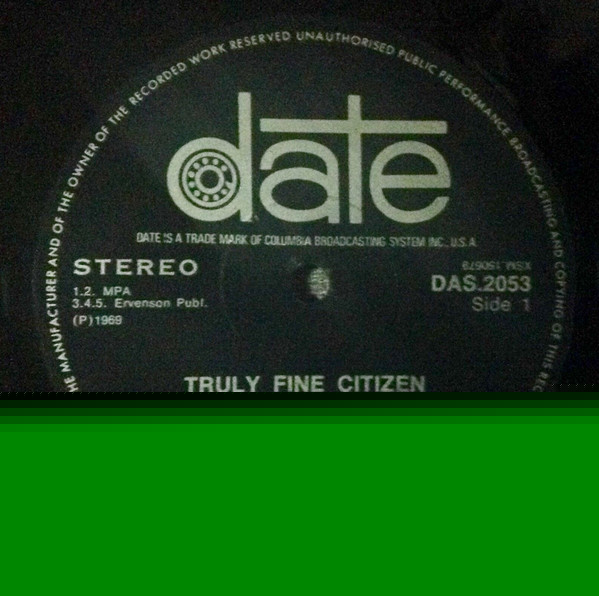 THE MANUFACTURER AND OF THE OWNER OF THE RECORDED WORK RESERVED UNAUTHORISED PUBLIC PERFORMANCE BROADCASTING AND COPYING OF THIS REC
date
DATE IS A TRADE MARK OF COLUMBIA BROADCASTING SYSTEM INC., U.S.A.
STEREO
1.2. MPA
3.4.5. Ervenson Publ.
(P)1969
XSM.150679
DAS.2053
Side 1
TRULY FINE CITIZEN